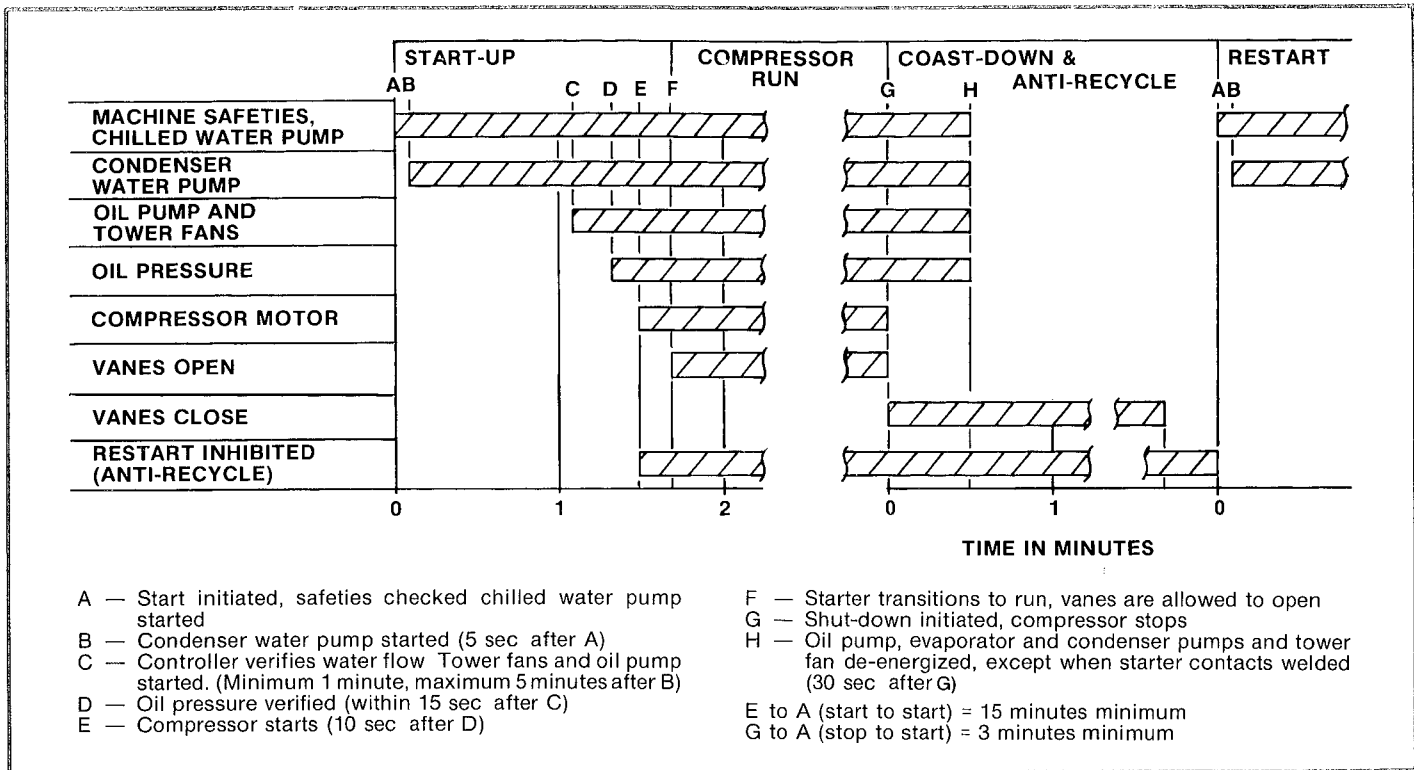 START-UP
COMPRESSOR
RUN
COAST-DOWN &
ANTI-RECYCLE
RESTART
AB C D E F G H AB
MACHINE SAFETIES,
CHILLED WATER PUMP
CONDENSER
WATER PUMP
OIL PUMP AND
TOWER FANS
OIL PRESSURE
COMPRESSOR MOTOR
VANES OPEN
VANES CLOSE
RESTART INHIBITED
(ANTI-RECYCLE)
0 1 2 0 1 0
TIME IN MINUTES
A — Start initiated, safeties checked chilled water pump
started
B — Condenser water pump started (5 sec after A)
C — Controller verifies water flow Tower fans and oil pump
started. (Minimum 1 minute, maximum 5 minutes after B)
D — Oil pressure verified (within 15 sec after C)
E — Compressor starts (10 sec after D)
F — Starter transitions to run, vanes are allowed to open
G — Shut-down initiated, compressor stops
H — Oil pump, evaporator and condenser pumps and tower
fan de-energized, except when starter contacts welded
(30 sec after G)
E to A (start to start) = 15 minutes minimum
G to A (stop to start) = 3 minutes minimum